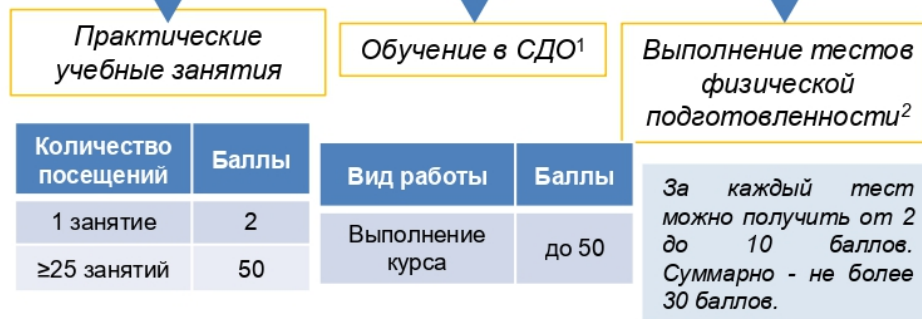 Практические
учебные занятия
Обучение в СДО¹
Выполнение тестов
физической
подготовленности²
Количество
посещений
Баллы
1 занятие
2
≥25 занятий
50
Вид работы
Баллы
Выполнение
курса
до 50
За каждый тест
можно получить от 2
до 10 баллов.
Суммарно - не более
30 баллов.